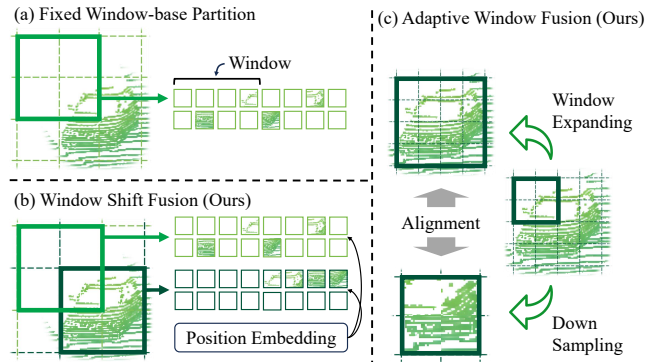 (a) Fixed Window-base Partition
Window
(b) Window Shift Fusion (Ours)
Position Embedding
(c) Adaptive Window Fusion (Ours)
Window
Expanding
Alignment
Down
Sampling